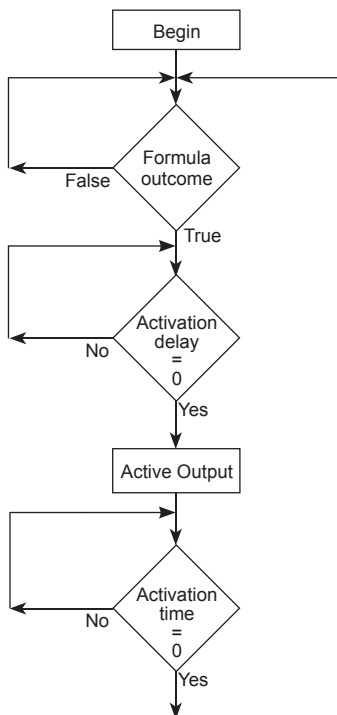 Begin
Formula
outcome
False
True
Activation
delay
=
0
No
Yes
Active Output
Activation
time
=
0
No
Yes